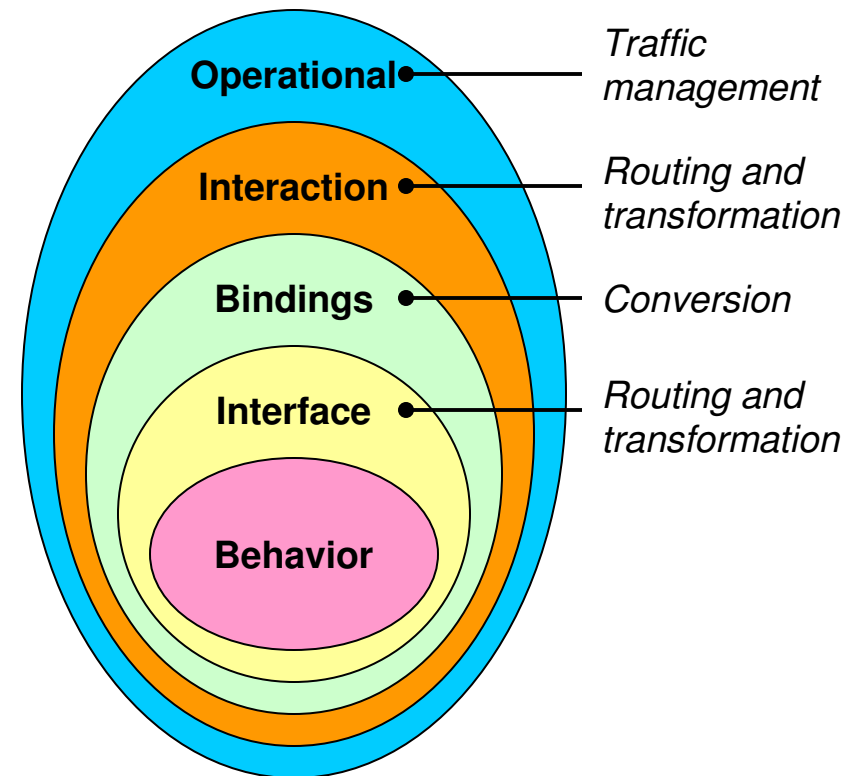 Operational
Traffic
management
Interaction
Routing and
transformation
Bindings
Conversion
Interface
Routing and
transformation
Behavior